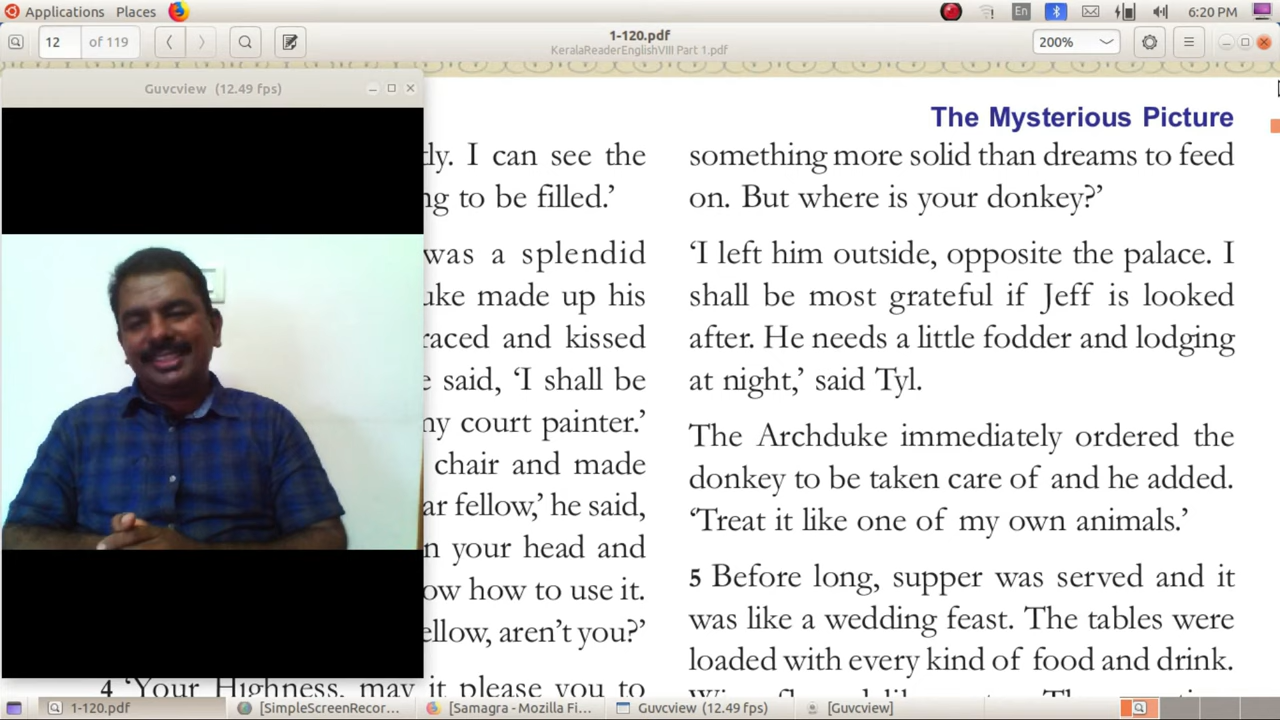 Applications Places
En
6:20 PM
12 of 119
1-120.pdf
KeralaReaderEnglishVIII Part 1.pdf
200%
Guvcview (12.49 fps)
The Mysterious Picture
tly. I can see the
ng to be filled.’
was a splendid
uke made up his
raced and kissed
e said, ‘I shall be
my court painter.’
chair and made
ar fellow,’ he said,
n your head and
ow how to use it.
ellow, aren’t you?’
4 ‘Your Highness, may it please you to
something more solid than dreams to feed
on. But where is your donkey?’
‘I left him outside, opposite the palace. I
shall be most grateful if Jeff is looked
after. He needs a little fodder and lodging
at night,’ said Tyl.
The Archduke immediately ordered the
donkey to be taken care of and he added.
‘Treat it like one of my own animals.’
5 Before long, supper was served and it
was like a wedding feast. The tables were
loaded with every kind of food and drink.
1-120.pdf
[SimpleScreenRecor...
[Samagra - Mozilla Fi...
Guvcview (12.49 fps)
[Guvcview]